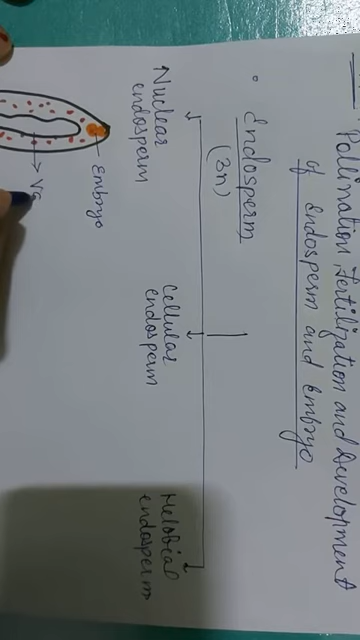 Pollination, Fertilization and Development
of Endosperm and Embryo
Endosperm
(3n)
Nuclear
endosperm
Cellular
endosperm
Helobial
endosperm
Embryo